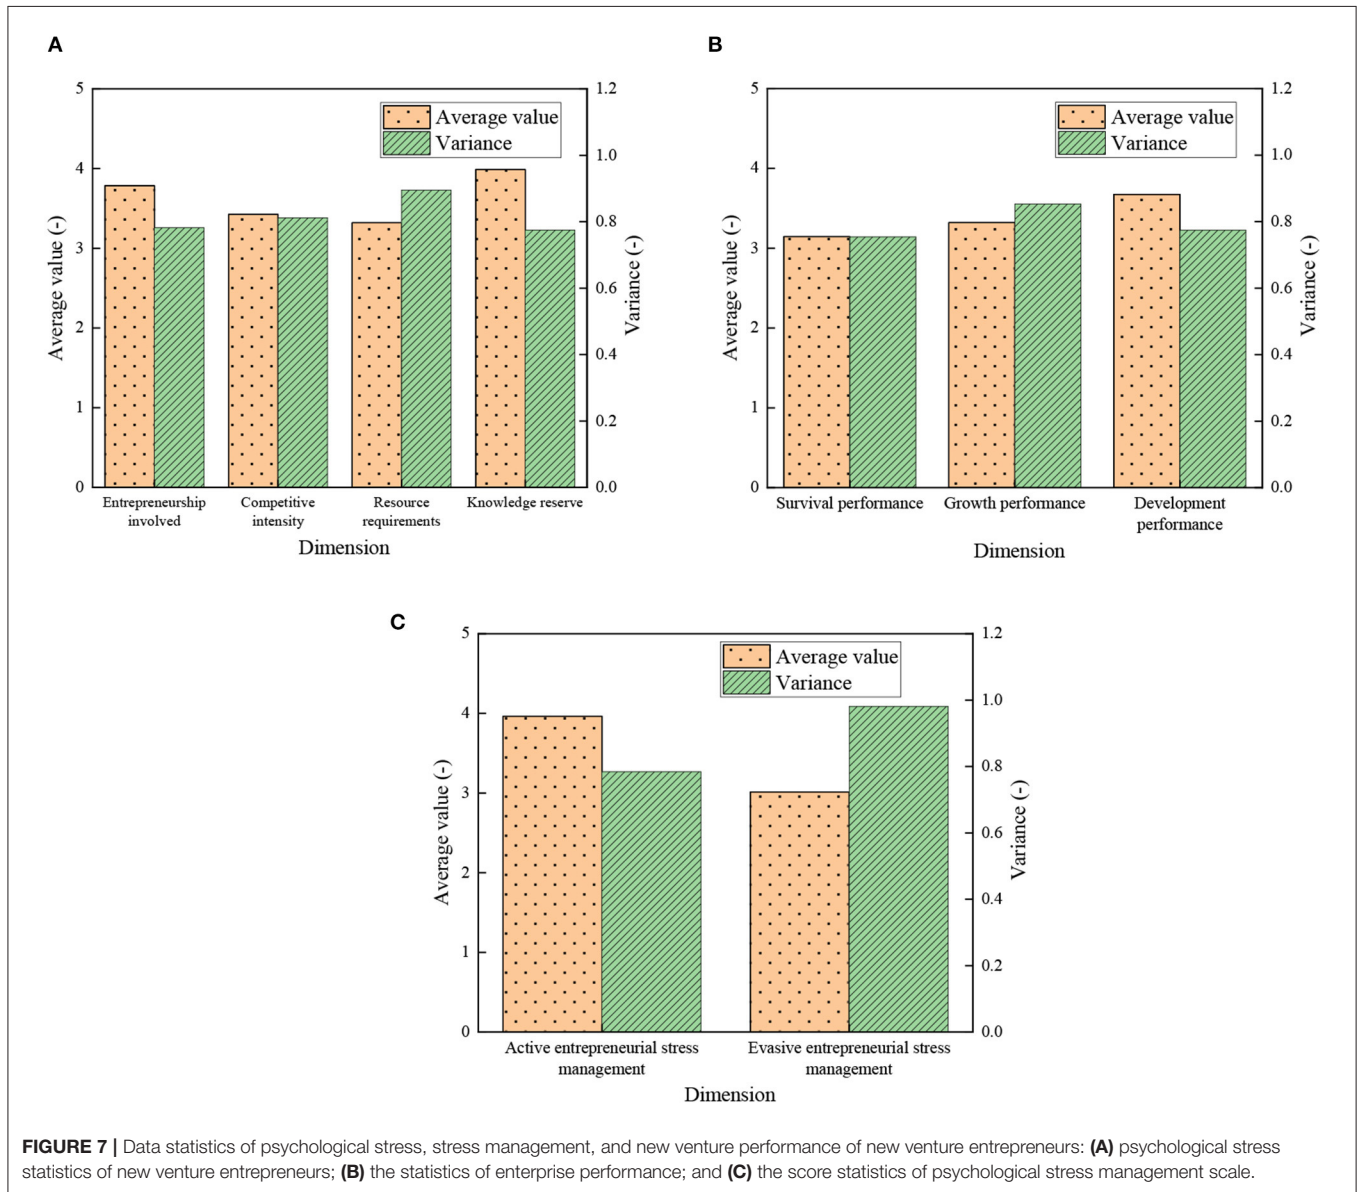 A
5
4
3
2
1
0
Average value (-)
1.2
1.0
0.8
0.6
0.4
0.2
0.0
Variance (-)
Average value
Variance
Entrepreneurship
involved
Competitive
intensity
Resource
requirements
Knowledge reserve
Dimension
B
5
4
3
2
1
0
Average value (-)
1.2
1.0
0.8
0.6
0.4
0.2
0.0
Variance (-)
Average value
Variance
Survival performance
Growth performance
Development
performance
Dimension
C
5
4
3
2
1
0
Average value (-)
1.2
1.0
0.8
0.6
0.4
0.2
0.0
Variance (-)
Average value
Variance
Active entrepreneurial stress
management
Evasive entrepreneurial stress
management
Dimension
FIGURE 7 | Data statistics of psychological stress, stress management, and new venture performance of new venture entrepreneurs: (A) psychological stress
statistics of new venture entrepreneurs; (B) the statistics of enterprise performance; and (C) the score statistics of psychological stress management scale.